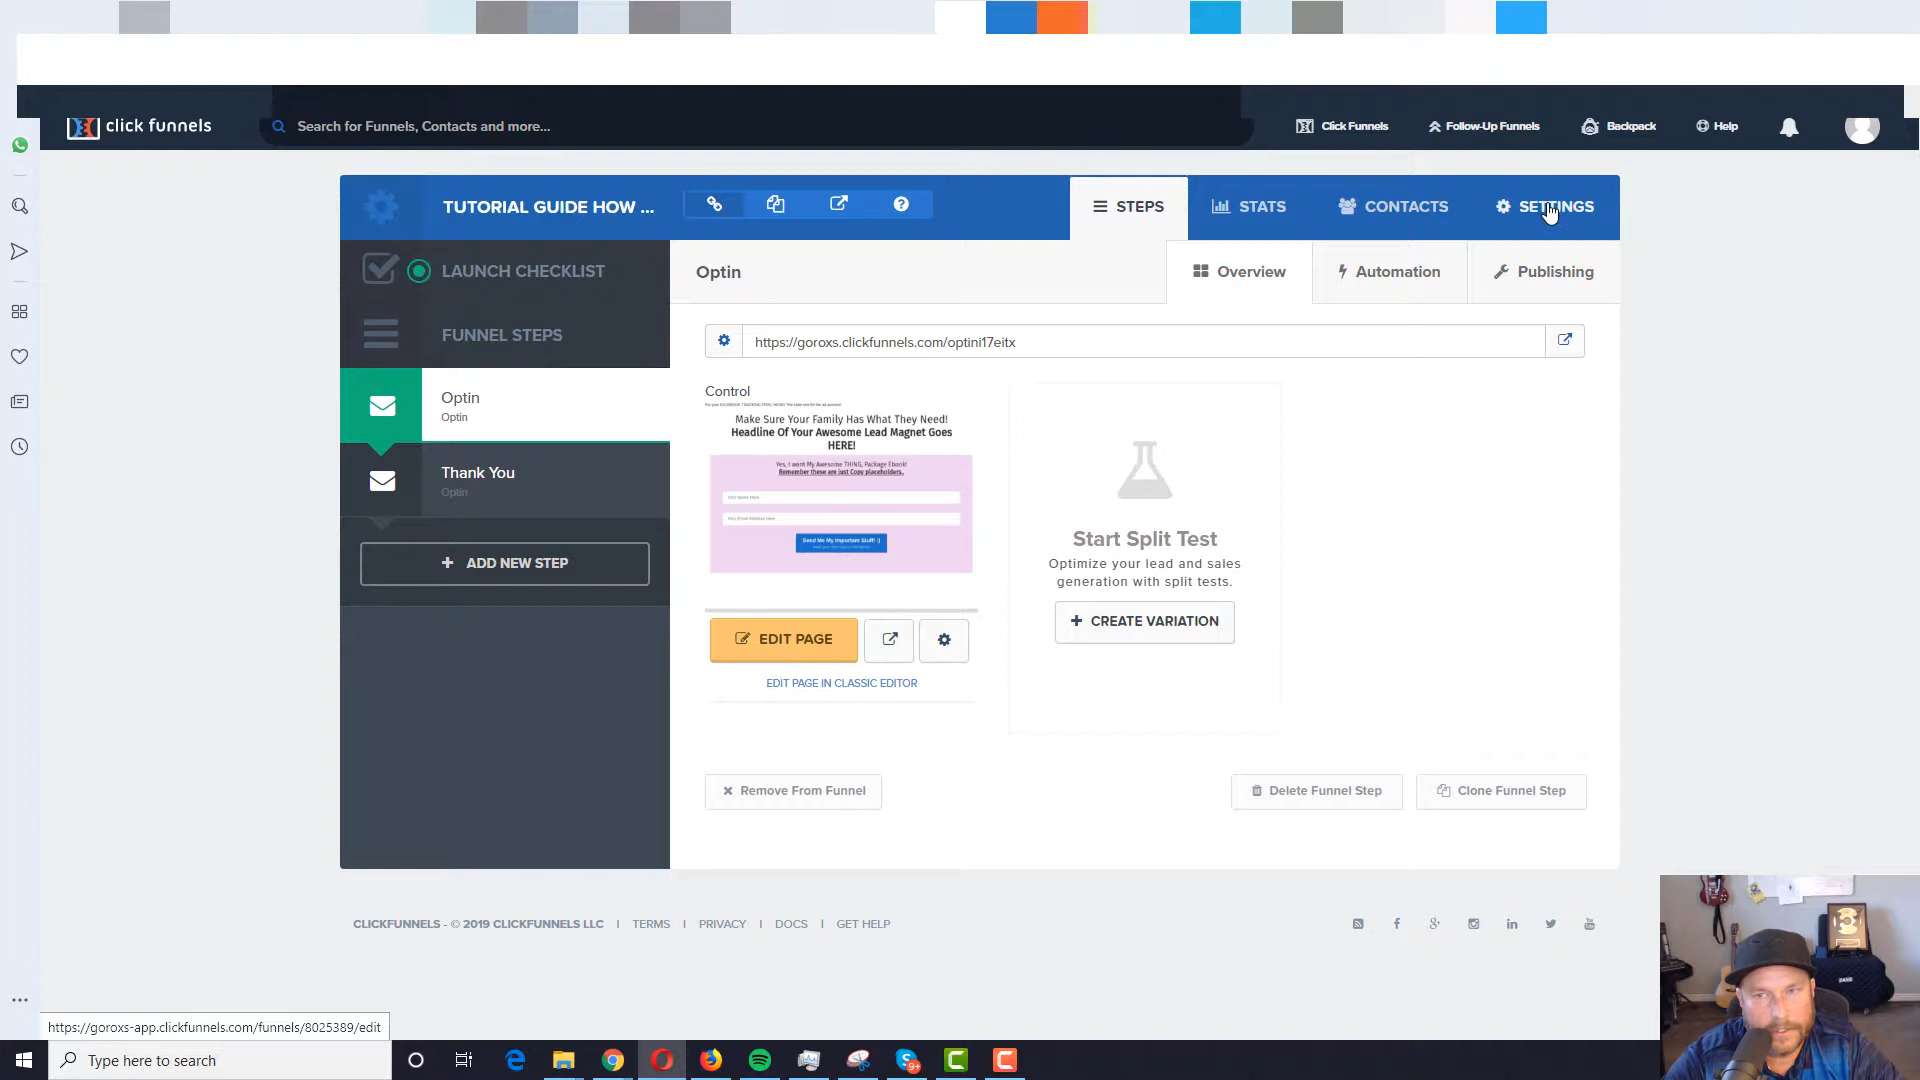 click funnels
Search for Funnels, Contacts and more...
Click Funnels
Follow-Up Funnels
Backpack
Help
TUTORIAL GUIDE HOW ...
STEPS
STATS
CONTACTS
SETTINGS
LAUNCH CHECKLIST
FUNNEL STEPS
Optin
Optin
Thank You
Optin
+ ADD NEW STEP
Optin
Overview
Automation
Publishing
https://goroxs.clickfunnels.com/optini17eitx
Control
Make Sure Your Family Has What They Need!
Headline Of Your Awesome Lead Magnet Goes
HERE!
Yes, I want My Awesome THING, Package Ebook!
Remember these are just Copy placeholders..
Send Me My Important Stuff! :)
EDIT PAGE
EDIT PAGE IN CLASSIC EDITOR
Start Split Test
Optimize your lead and sales
generation with split tests.
+ CREATE VARIATION
Remove From Funnel
Delete Funnel Step
Clone Funnel Step
CLICKFUNNELS - © 2019 CLICKFUNNELS LLC | TERMS | PRIVACY | DOCS | GET HELP
https://goroxs-app.clickfunnels.com/funnels/8025389/edit
Type here to search
9+